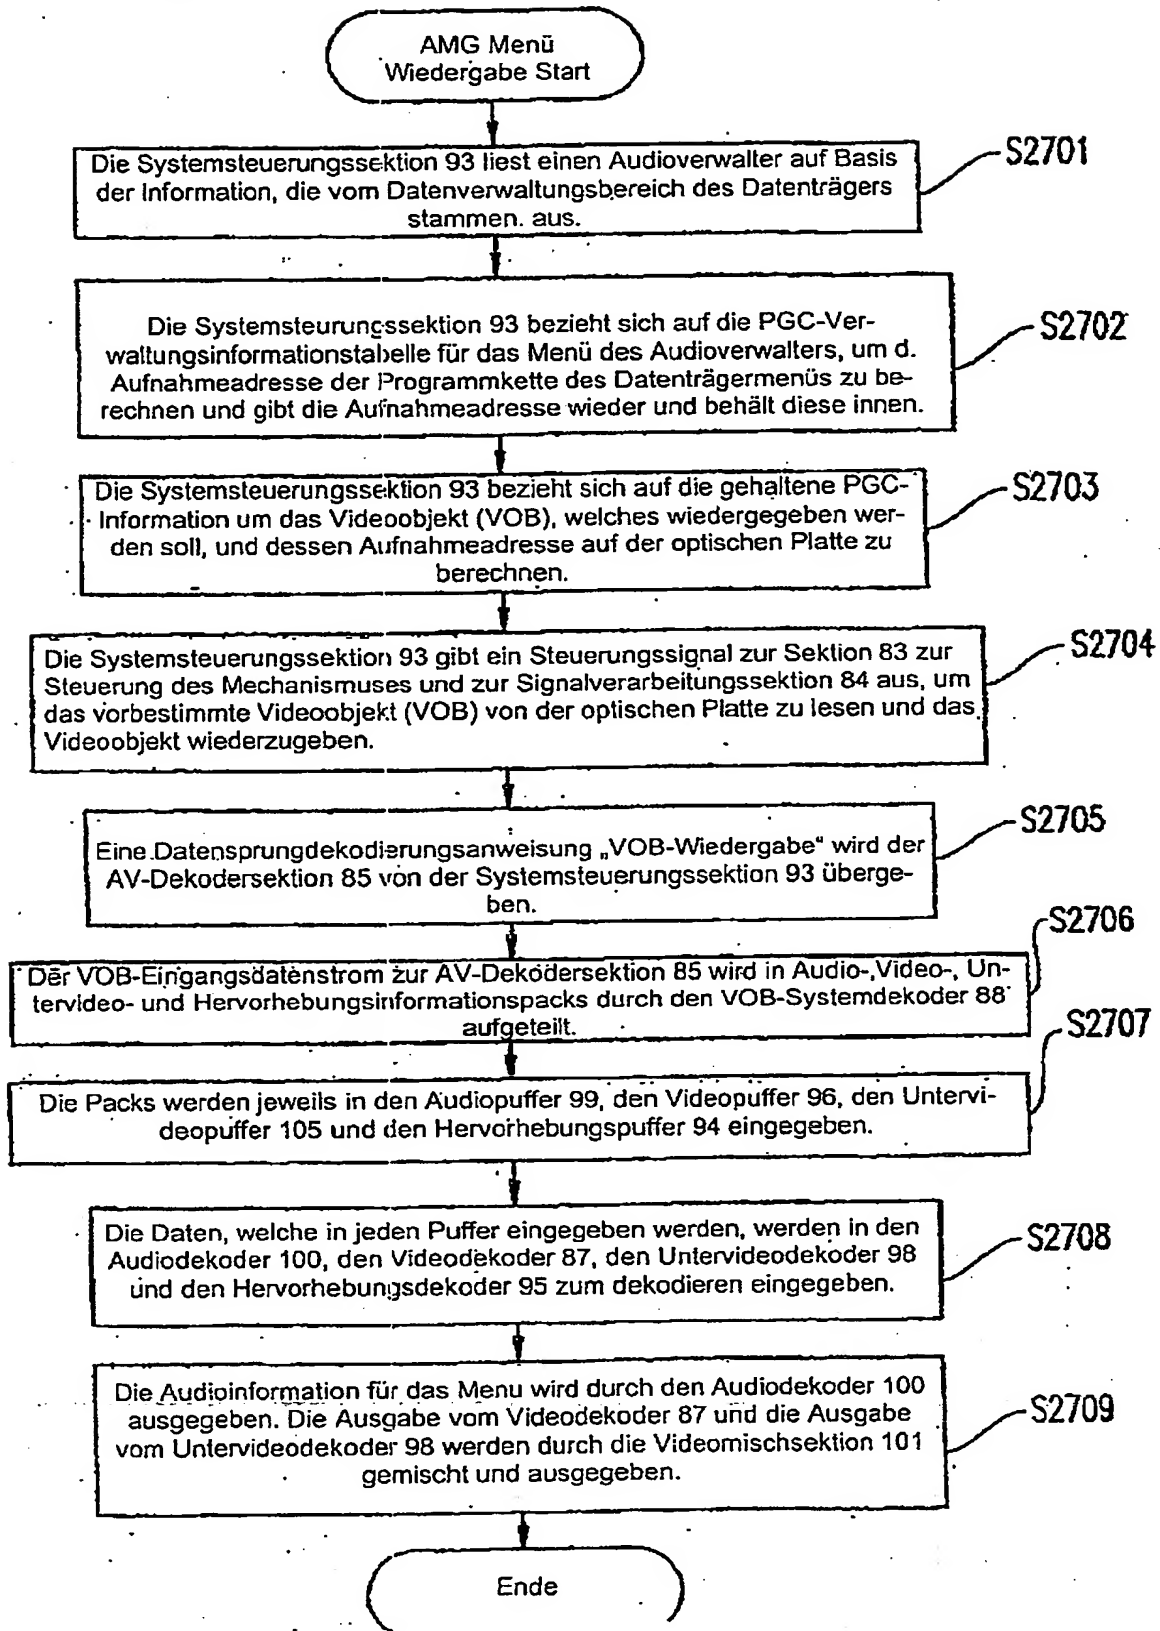 AMG Menü
Wiedergabe Start
Die Systemsteuerungssektion 93 liest einen Audioverwalter auf Basis
der Information, die vom Datenverwaltungsbereich des Datenträgers
stammen. aus.
S2701
Die Systemsteurungssektion 93 bezieht sich auf die PGC-Ver-
waltungsinformationstabelle für das Menü des Audioverwalters, um d.
Aufnahmeadresse der Programmkette des Datenträgermenüs zu be-
rechnen und gibt die Aufnahmeadresse wieder und behält diese innen.
S2702
Die Systemsteuerungssektion 93 bezieht sich auf die gehaltene PGC-
Information um das Videoobjekt (VOB), welches wiedergegeben wer-
den soll, und dessen Aufnahmeadresse auf der optischen Platte zu
berechnen.
S2703
Die Systemsteuerungssektion 93 gibt ein Steuerungssignal zur Sektion 83 zur
Steuerung des Mechanismuses und zur Signalverarbeitungssektion 84 aus, um
das vorbestimmte Videoobjekt (VOB) von der optischen Platte zu lesen und das
Videoobjekt wiederzugeben.
S2704
Eine Datensprungdekodierungsanweisung „VOB-Wiedergabe" wird der
AV-Dekodersektion 85 von der Systemsteuerungssektion 93 überge-
ben.
S2705
Der VOB-Eingangsdatenstrom zur AV-Dekodersektion 85 wird in Audio-,Video-, Un-
tervideo- und Hervorhebungsinformationspacks durch den VOB-Systemdekoder 88
aufgeteilt.
S2706
Die Packs werden jeweils in den Audiopuffer 99, den Videopuffer 96, den Untervi-
deopuffer 105 und den Hervorhebungspuffer 94 eingegeben.
S2707
Die Daten, welche in jeden Puffer eingegeben werden, werden in den
Audiodekoder 100, den Videodekoder 87, den Untervideodekoder 98
und den Hervorhebungsdekoder 95 zum dekodieren eingegeben.
S2708
Die Audioinformation für das Menu wird durch den Audiodekoder 100
ausgegeben. Die Ausgabe vom Videodekoder 87 und die Ausgabe
vom Untervideodekoder 98 werden durch die Videomischsektion 101
gemischt und ausgegeben.
S2709
Ende